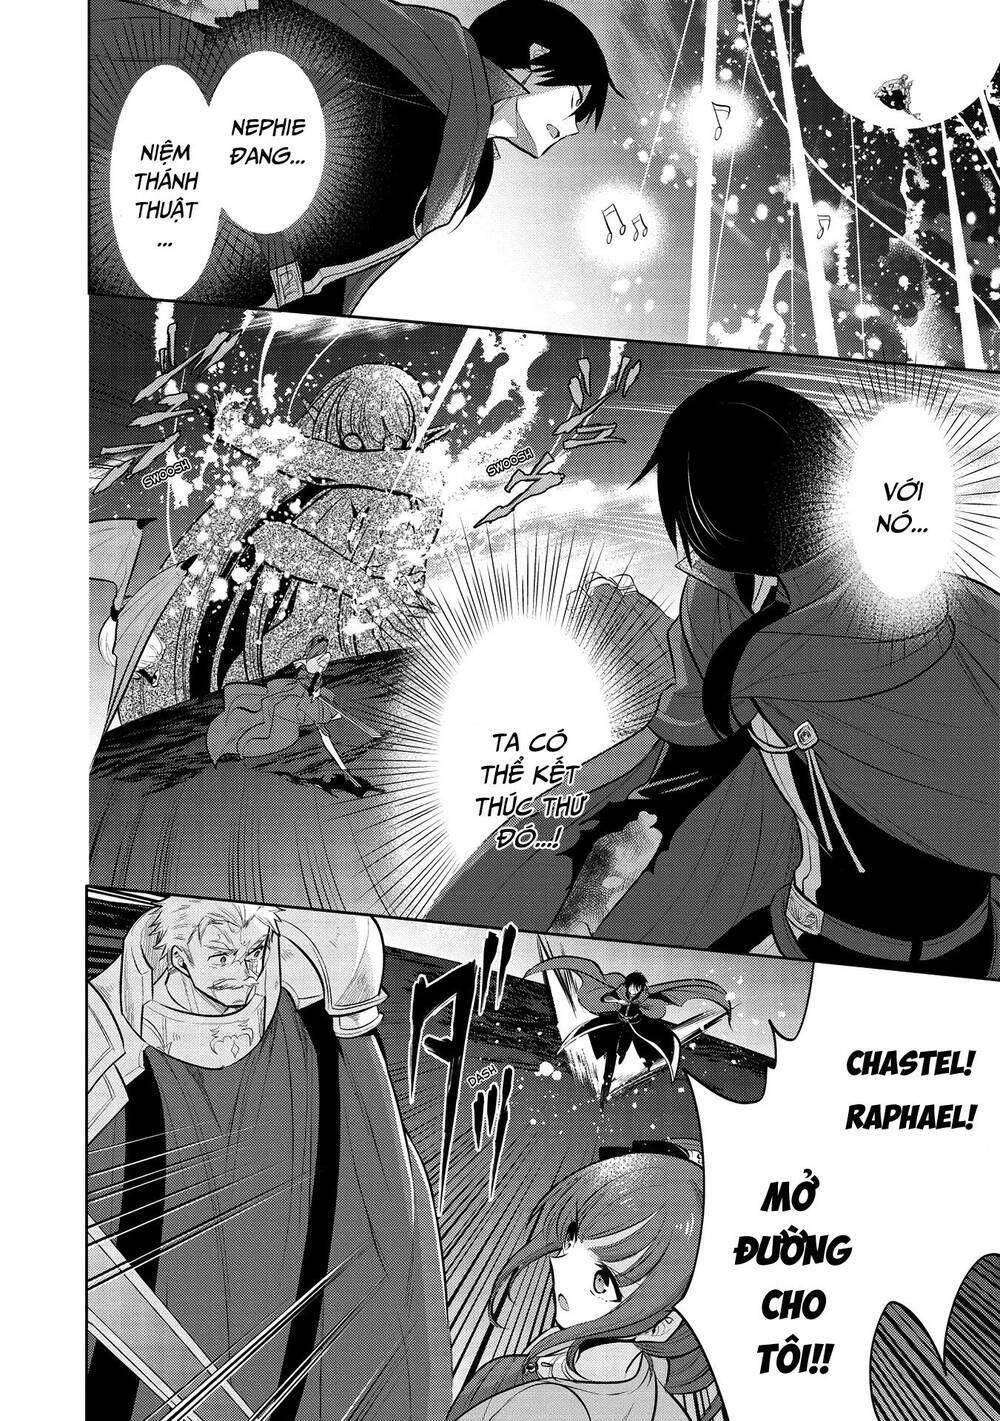 NEPHIE
ĐANG...
NIỆM
THÁNH
THUẬT
...
VỚI
NÓ...
SWOOSH
SWOOSH
TA CÓ
THỂ KẾT
THÚC THỨ
ĐÓ...!
CHASTEL!
RAPHAEL!
MỞ
ĐƯỜNG
CHO
TÔI!!
DASH